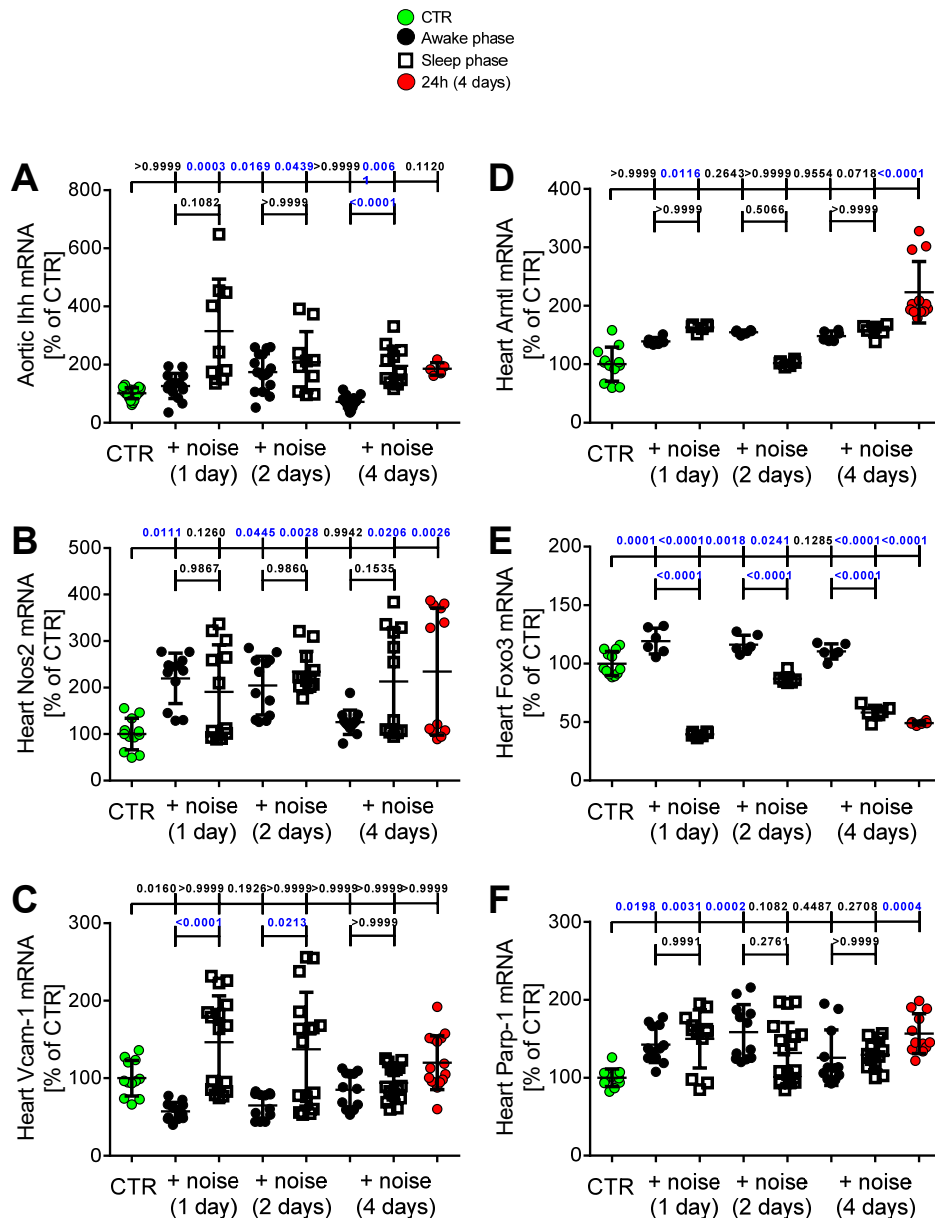 CTR
Awake phase
Sleep phase
24h (4 days)
A
>0.9999 0.0003 0.0169 0.0439 >0.9999 0.006
1 0.1120
0.1082 >0.9999 <0.0001
Aortic Ihh mRNA
[% of CTR]
800
600
400
200
0
CTR + noise + noise + noise
(1 day) (2 days) (4 days)
D
>0.9999 0.0116 0.2643 >0.9999 0.9554 0.0718 <0.0001
>0.9999 0.5066 >0.9999
Heart Arntl mRNA
[% of CTR]
400
300
200
100
0
CTR + noise + noise + noise
(1 day) (2 days) (4 days)
B
0.0111 0.1260 0.0445 0.0028 0.9942 0.0206 0.0026
0.9867 0.9860 0.1535
Heart Nos2 mRNA
[% of CTR]
500
400
300
200
100
0
CTR + noise + noise + noise
(1 day) (2 days) (4 days)
E
0.0001 <0.0001 0.0018 0.0241 0.1285 <0.0001 <0.0001
<0.0001 <0.0001 <0.0001
Heart Foxo3 mRNA
[% of CTR]
200
150
100
50
0
CTR + noise + noise + noise
(1 day) (2 days) (4 days)
C
0.0160 >0.9999 0.1926 >0.9999 >0.9999 >0.9999 >0.9999
<0.0001 0.0213 >0.9999
Heart Vcam-1 mRNA
[% of CTR]
300
200
100
0
CTR + noise + noise + noise
(1 day) (2 days) (4 days)
F
0.0198 0.0031 0.0002 0.1082 0.4487 0.2708 0.0004
0.9991 0.2761 >0.9999
Heart Parp-1 mRNA
[% of CTR]
300
200
100
0
CTR + noise + noise + noise
(1 day) (2 days) (4 days)